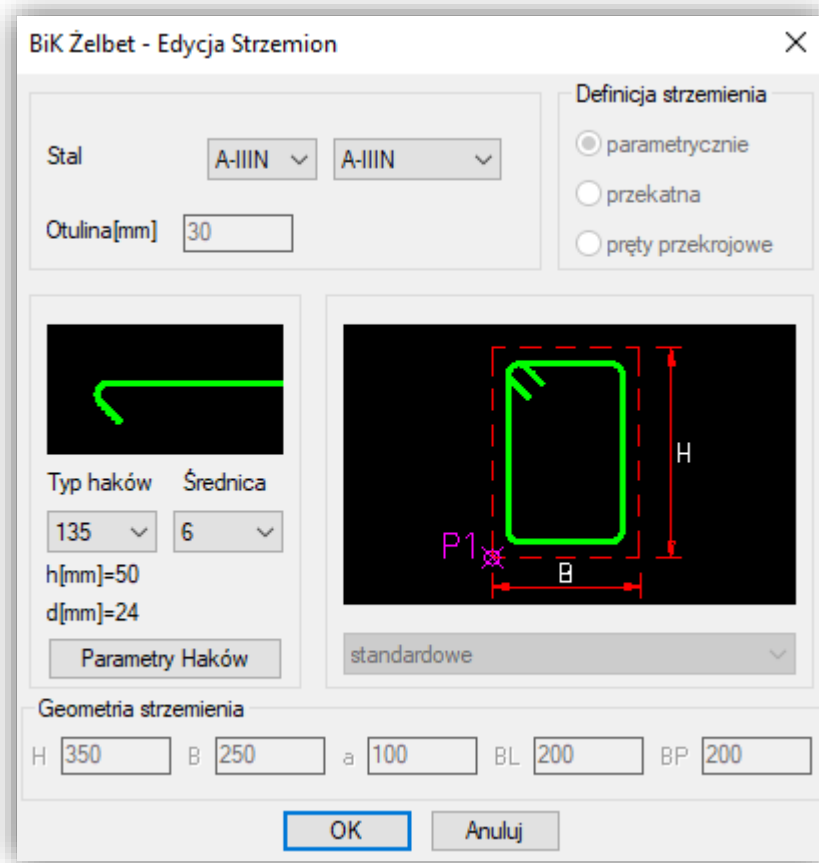 BiK Żelbet - Edycja Strzemion
Stal A-IIIN A-IIIN
Otulina[mm] 30
Definicja strzemienia
parametrycznie
przekatna
pręty przekrojowe
Typ haków Średnica
135 6
h[mm]=50
d[mm]=24
Parametry Haków
H
P1
B
standardowe
Geometria strzemienia
H 350 B 250 a 100 BL 200 BP 200
OK Anuluj